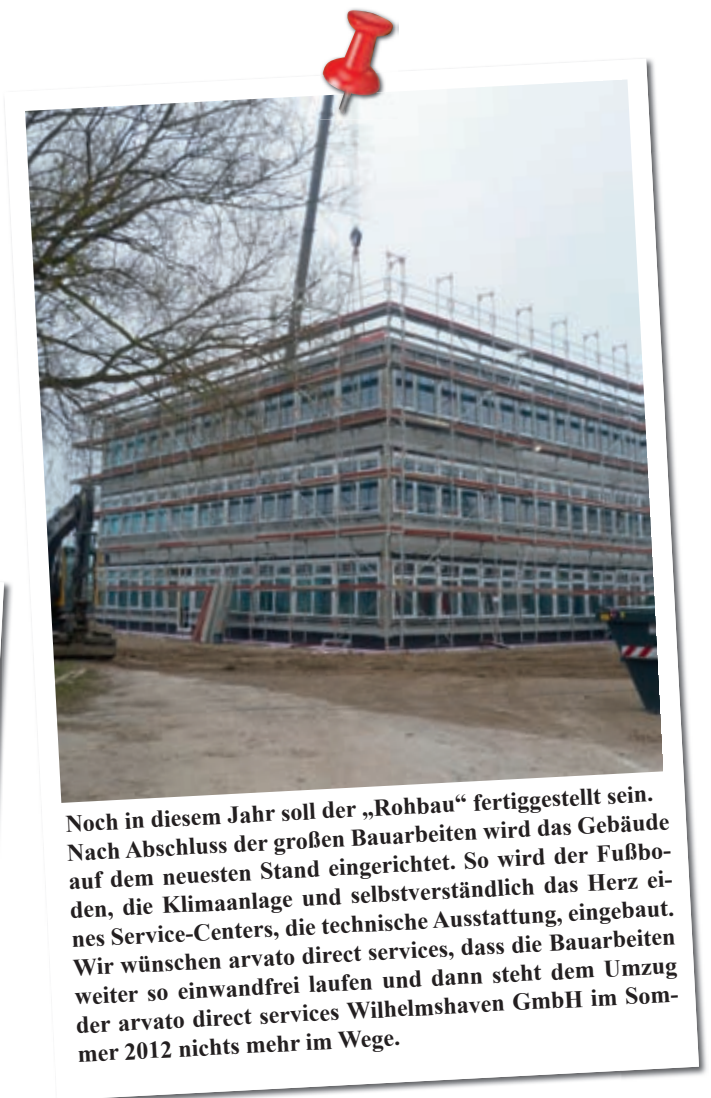 Noch in diesem Jahr soll der „Rohbau“ fertiggestellt sein.
Nach Abschluss der großen Bauarbeiten wird das Gebäude
auf dem neuesten Stand eingerichtet. So wird der Fußbo-
den, die Klimaanlage und selbstverständlich das Herz ei-
nes Service-Centers, die technische Ausstattung, eingebaut.
Wir wünschen arvato direct services, dass die Bauarbeiten
weiter so einwandfrei laufen und dann steht dem Umzug
der arvato direct services Wilhelmshaven GmbH im Som-
mer 2012 nichts mehr im Wege.